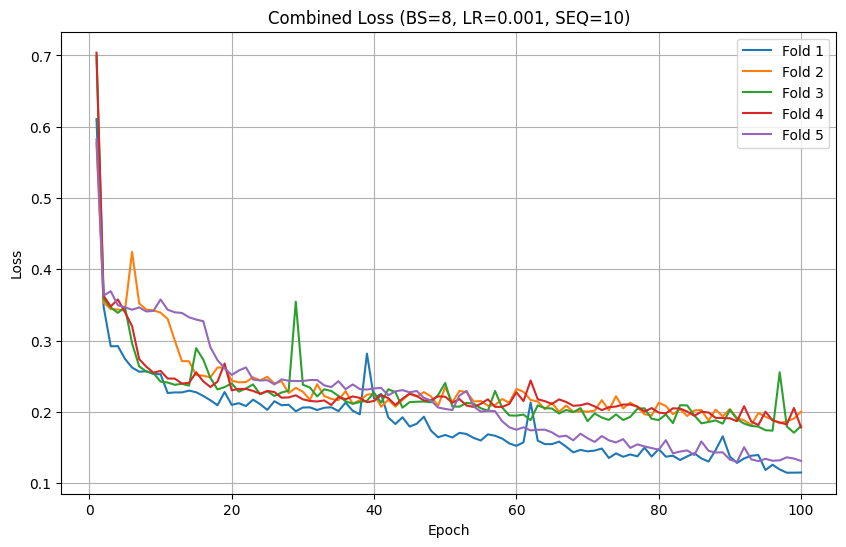 Combined Loss (BS=8, LR=0.001, SEQ=10)
Fold 1
Fold 2
Fold 3
Fold 4
Fold 5
Loss
0.7
0.6
0.5
0.4
0.3
0.2
0.1
0 20 40 60 80 100
Epoch